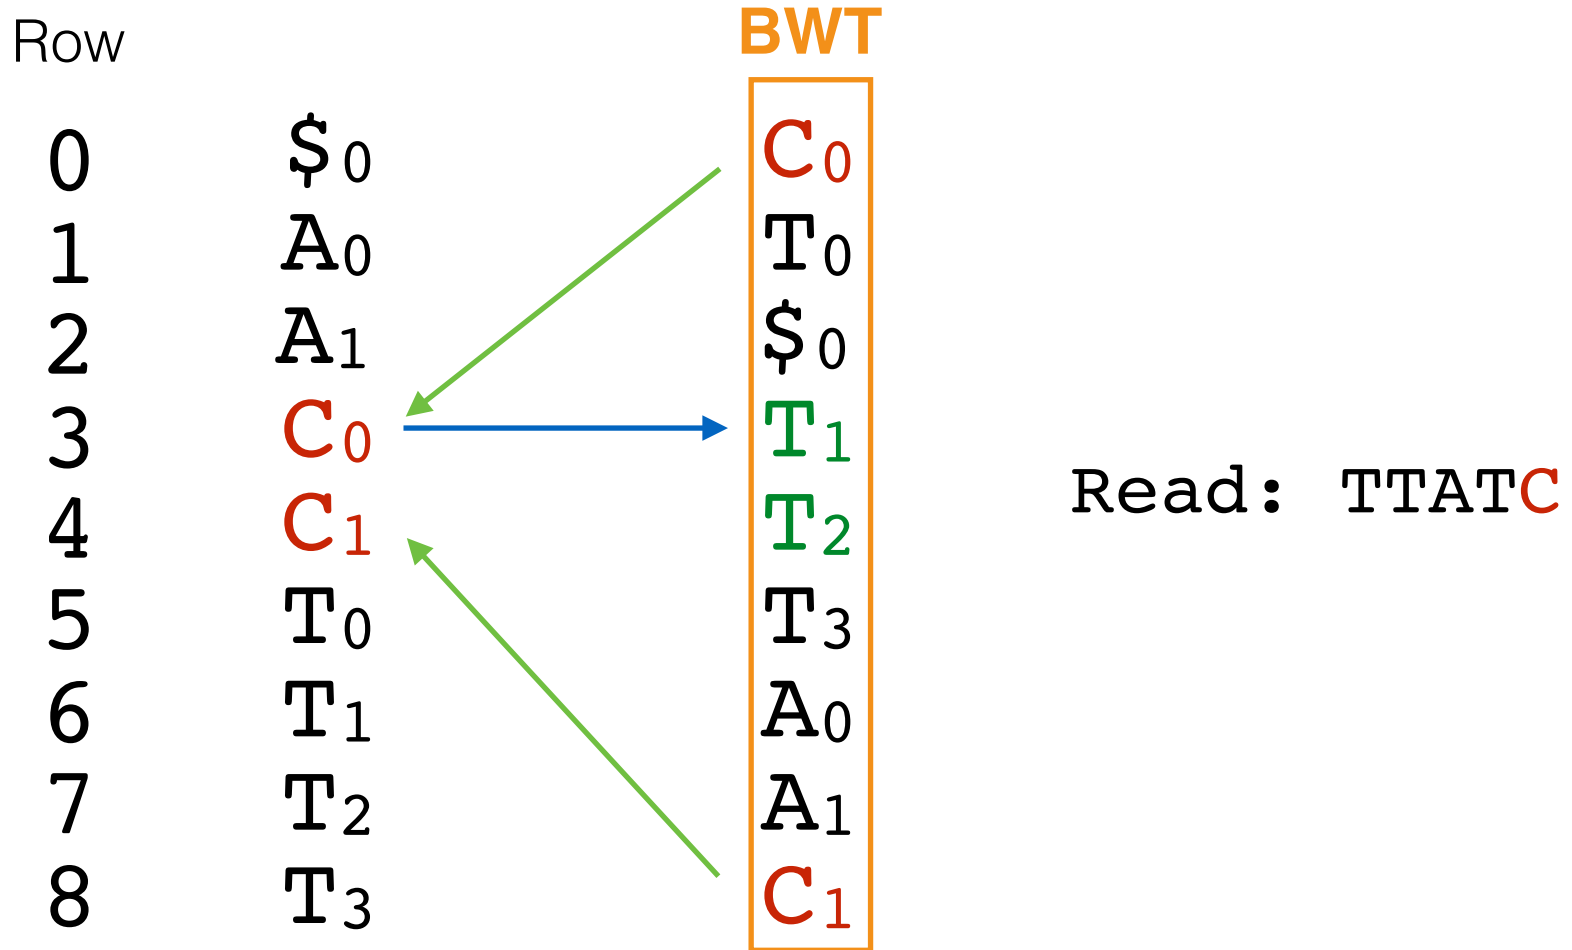 Row BWT
0 $0 C0
1 A0 T0
2 A1 $0
3 C0 T1
4 C1 T2
Read: TTATC
5 T0 T3
6 T1 A0
7 T2 A1
8 T3 C1